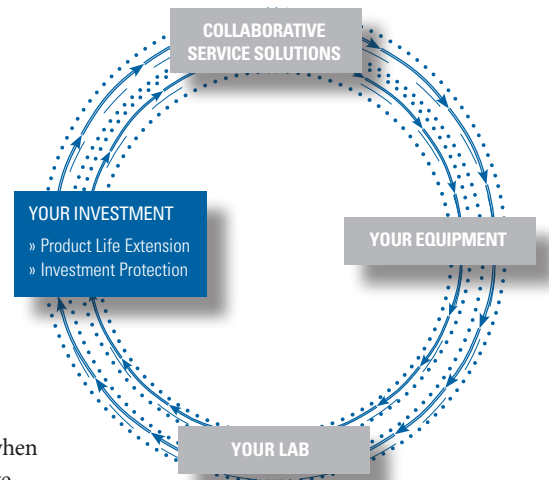 COLLABORATIVE
SERVICE SOLUTIONS
YOUR INVESTMENT
» Product Life Extension
» Investment Protection
YOUR EQUIPMENT
YOUR LAB